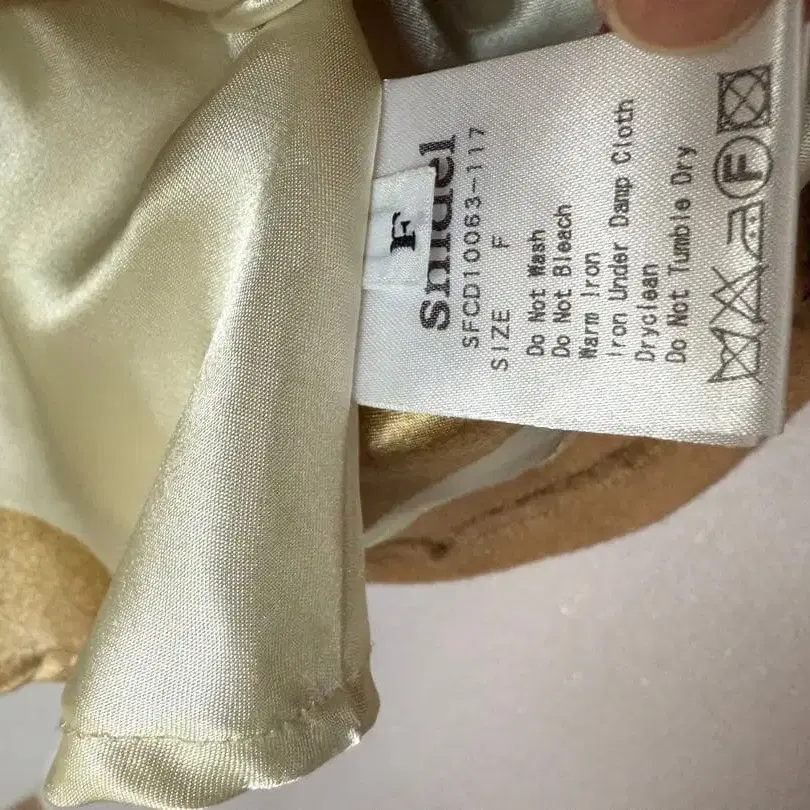 snidel
F
SFCD10063-117
SIZE F
Do Not Wash
Do Not Bleach
Warm Iron
Iron Under Damp Cloth
Dryclean
Do Not Tumble Dry
F